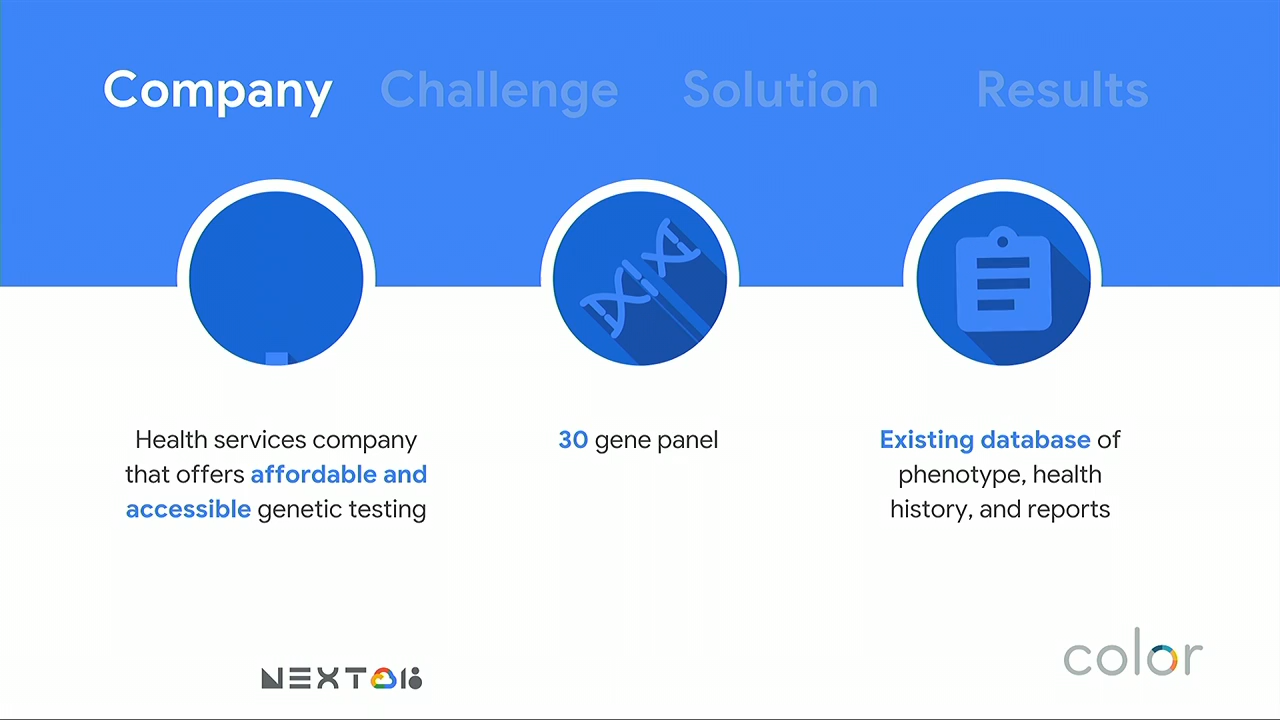 Company Challenge Solution Results
Health services company
that offers affordable and
accessible genetic testing
30 gene panel
Existing database of
phenotype, health
history, and reports
NEXT 18
color